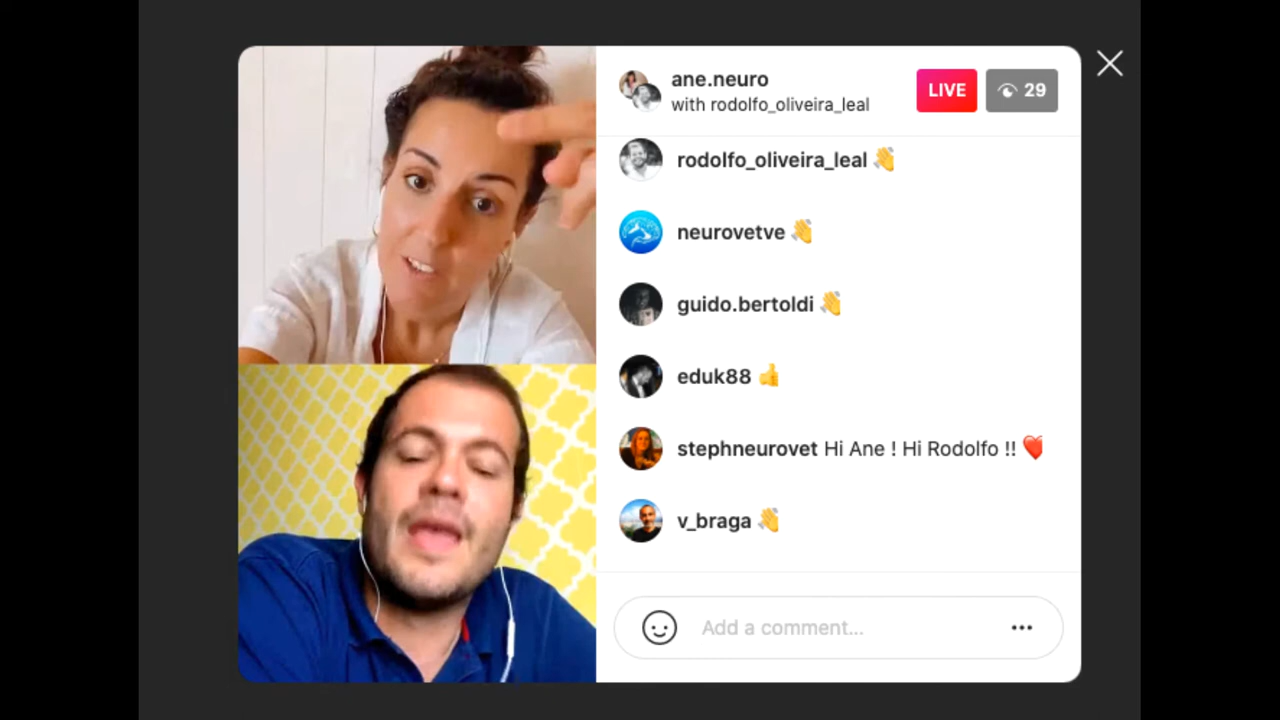 ane.neuro
with rodolfo_oliveira_leal
LIVE
29
rodolfo_oliveira_leal 👋
neurovetve 👋
guido.bertoldi 👋
eduk88 👍
stephneurovet Hi Ane ! Hi Rodolfo !! ❤️
v_braga 👋
Add a comment...